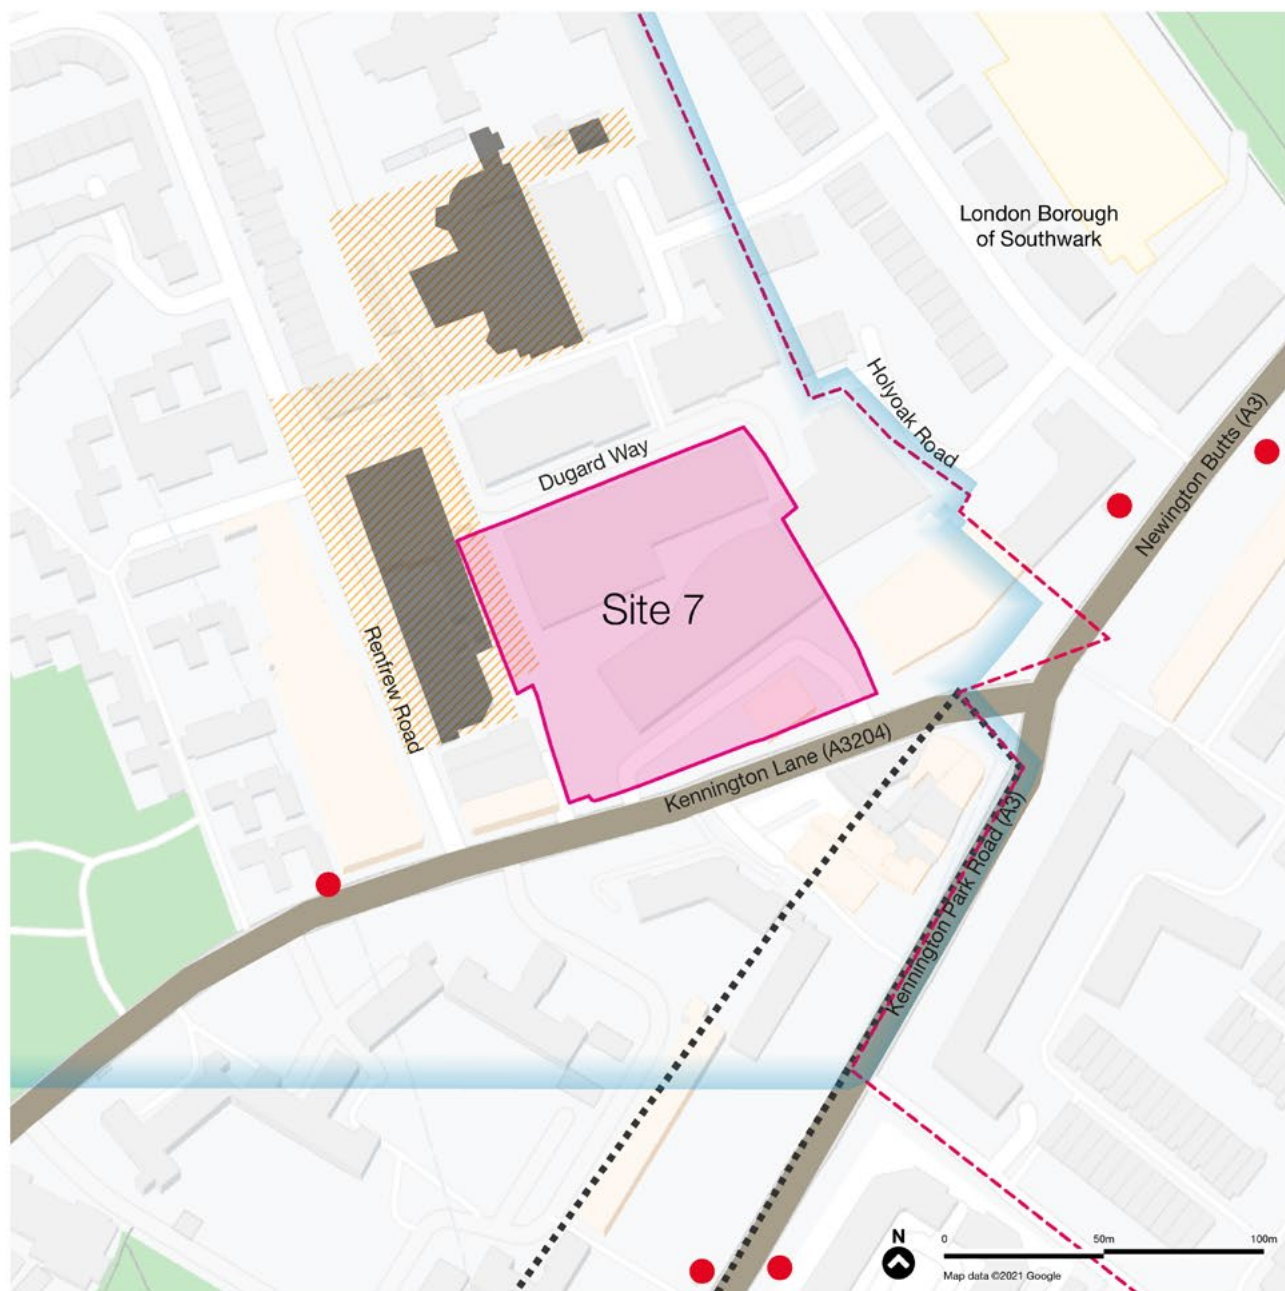 London Borough
of Southwark
Holyoak Road
Newington Butts (A3)
Dugard Way
Site 7
Renfrew Road
Kennington Lane (A3204)
Kennington Park Road (A3)
N
0 50m 100m
Map data ©2021 Google